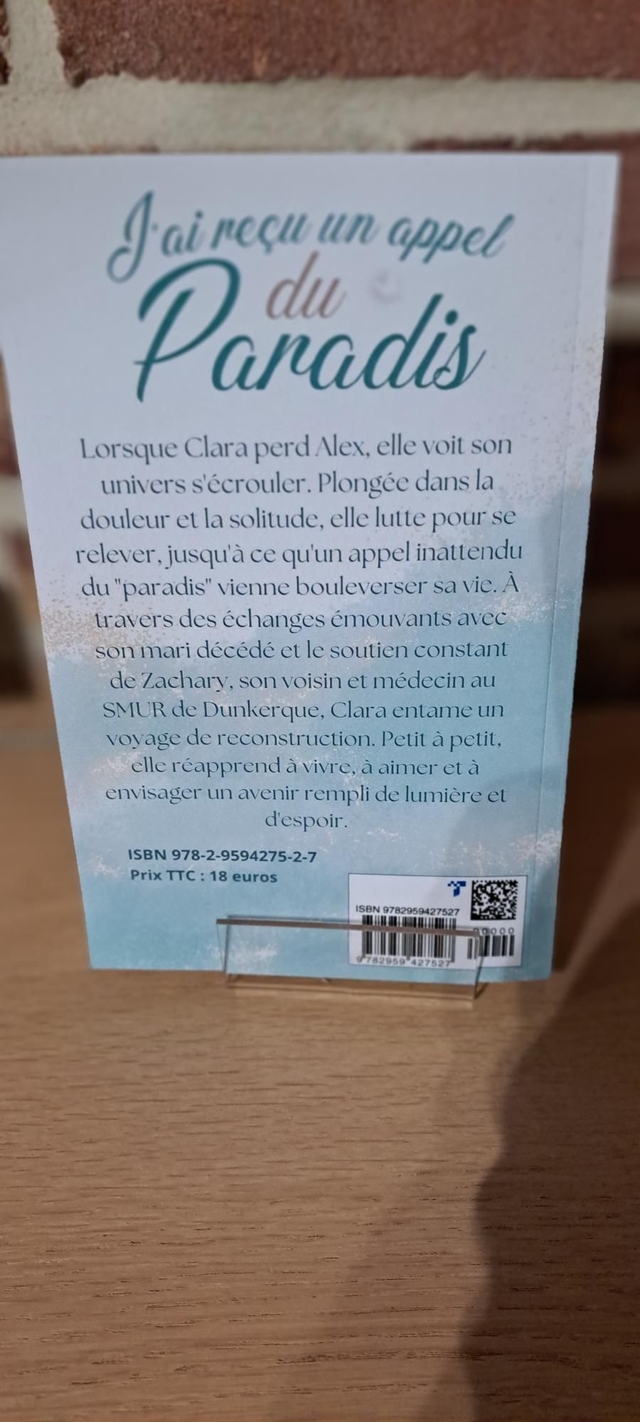 J'ai reçu un appel
du
Paradis
Lorsque Clara perd Alex, elle voit son
univers s'écrouler. Plongée dans la
douleur et la solitude, elle lutte pour se
relever, jusqu'à ce qu'un appel inattendu
du "paradis" vienne bouleverser sa vie. À
travers des échanges émouvants avec
son mari décédé et le soutien constant
de Zachary, son voisin et médecin au
SMUR de Dunkerque, Clara entame un
voyage de reconstruction. Petit à petit,
elle réapprend à vivre, à aimer et à
envisager un avenir rempli de lumière et
d'espoir.
ISBN 978-2-9594275-2-7
Prix TTC : 18 euros
ISBN 9782959427527
90000
9 782959 427527